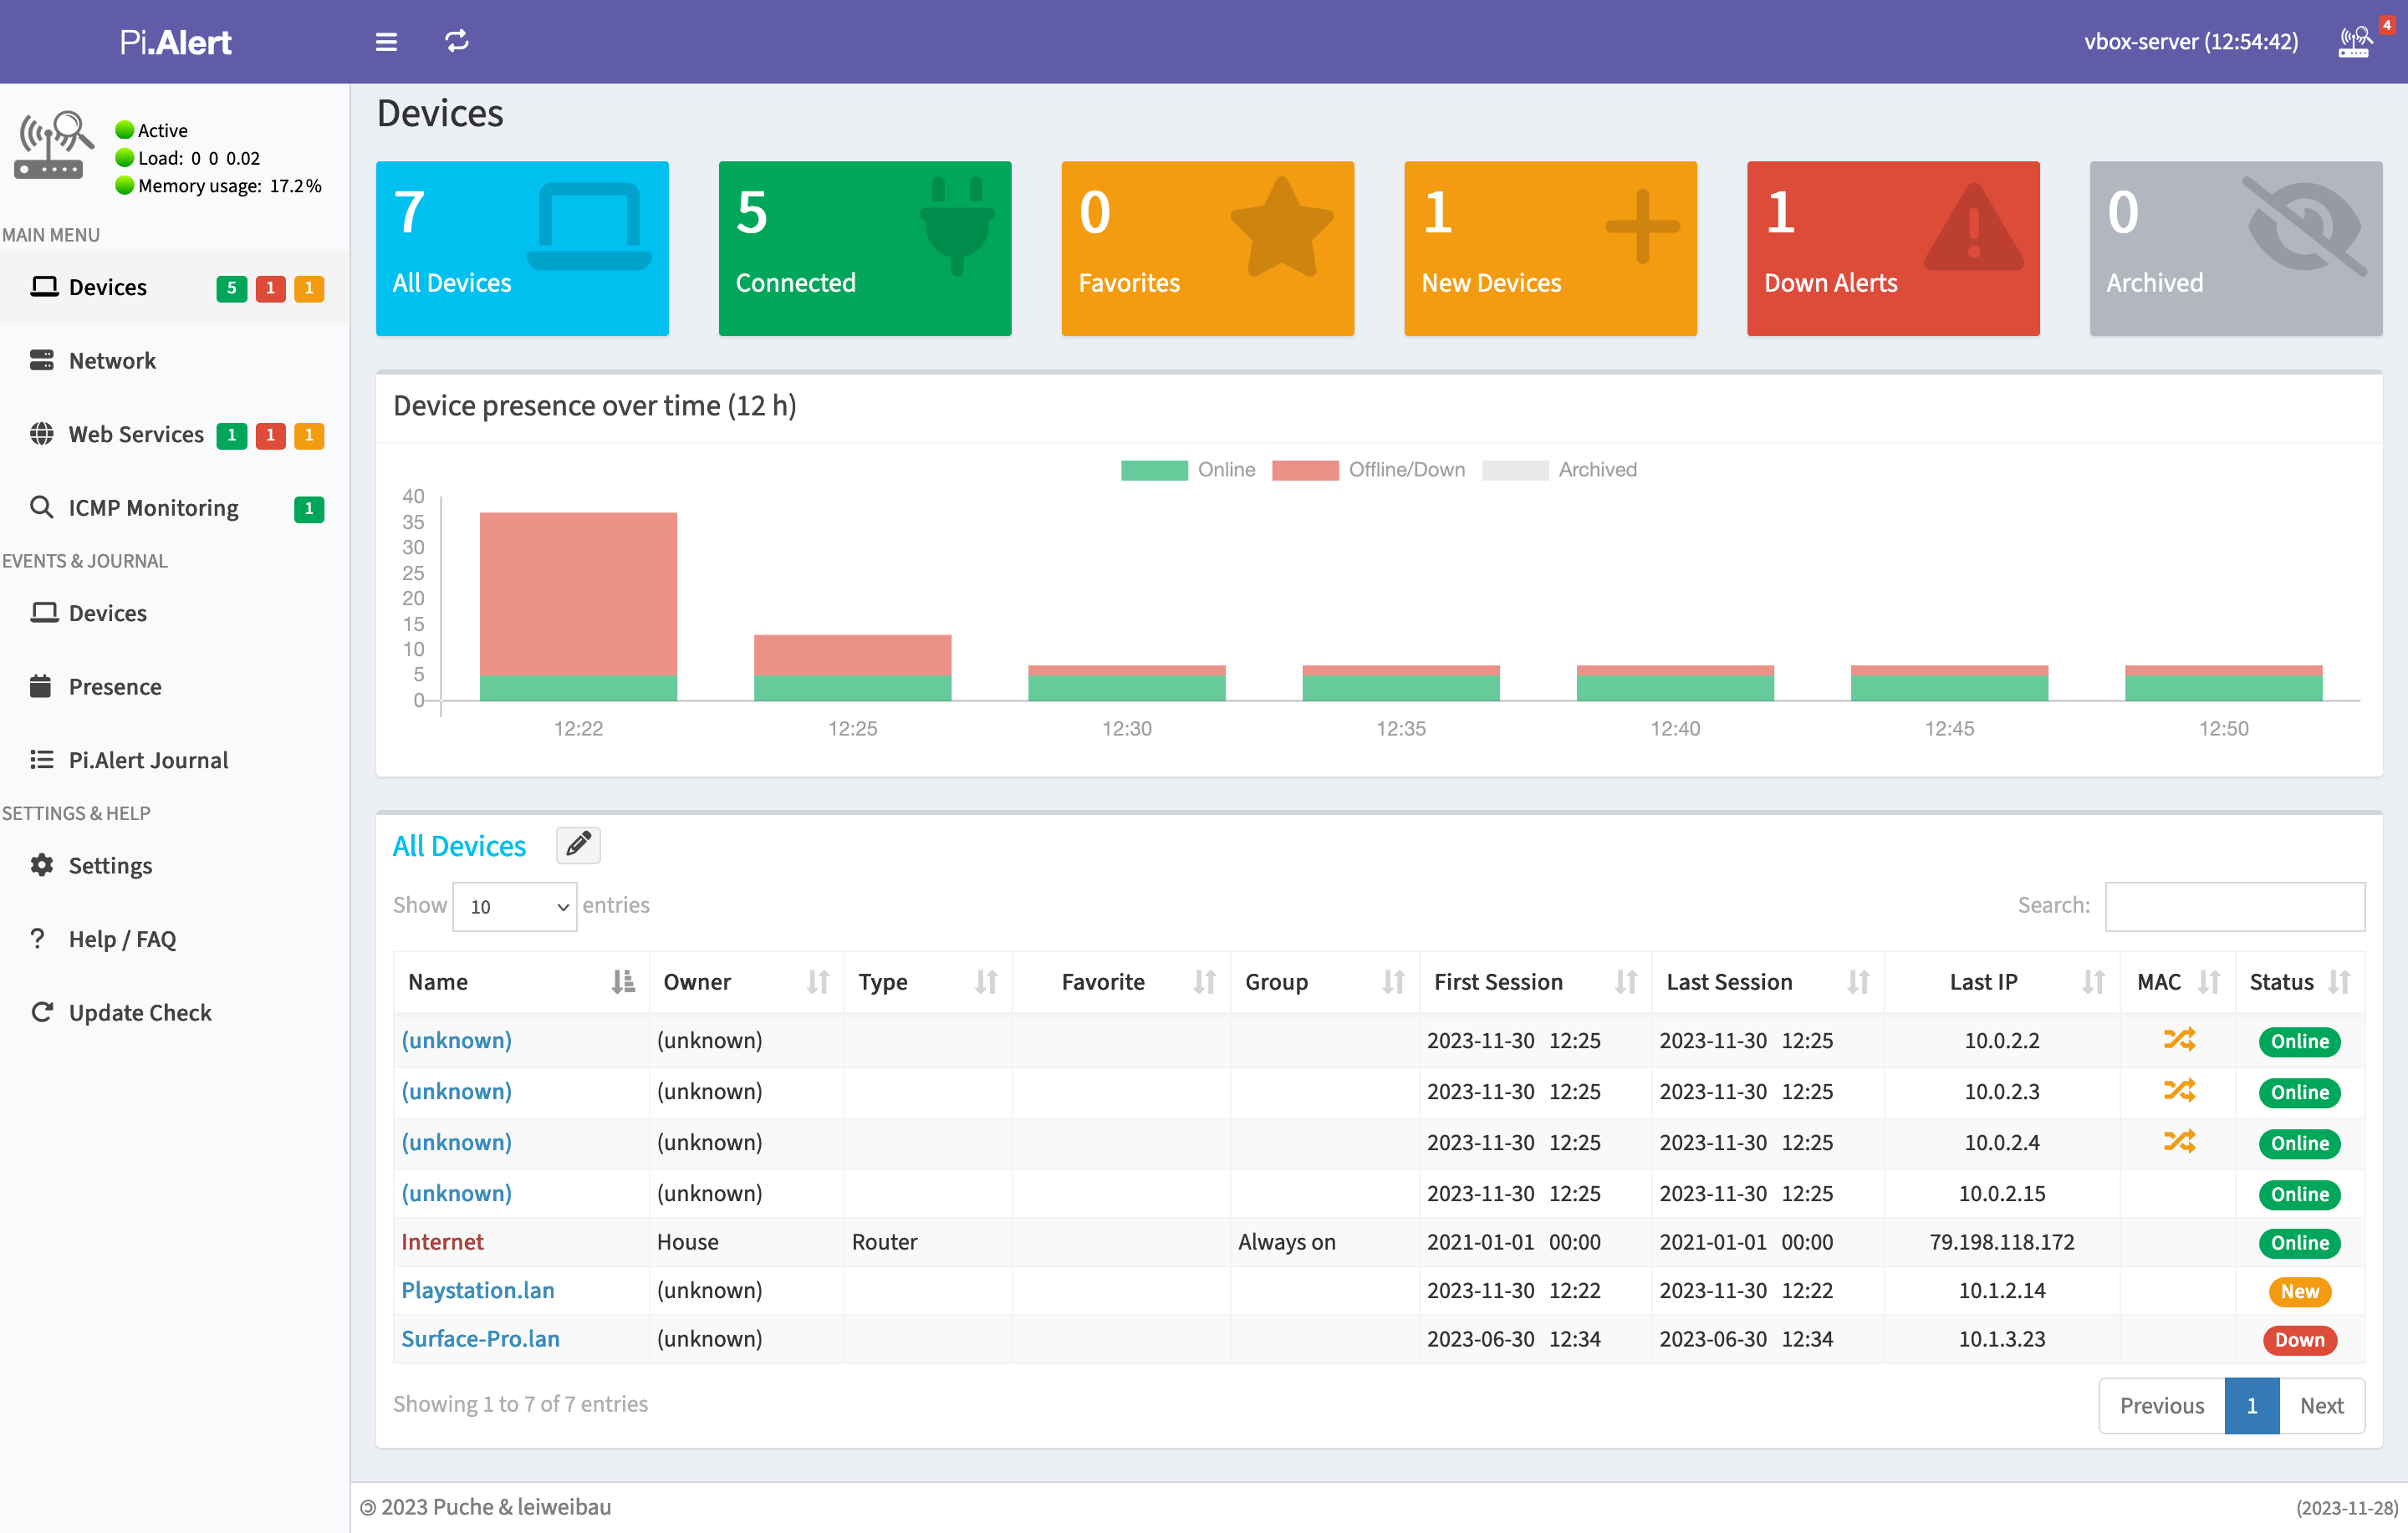 Pi.Alert
vbox-server (12:54:42)
4
Active
Load: 0 0 0.02
Memory usage: 17.2%
MAIN MENU
Devices 5 1 1
Network
Web Services 1 1 1
ICMP Monitoring 1
EVENTS & JOURNAL
Devices
Presence
Pi.Alert Journal
SETTINGS & HELP
Settings
Help / FAQ
Update Check
Devices
7
All Devices
5
Connected
0
Favorites
1
New Devices
1
Down Alerts
0
Archived
Device presence over time (12 h)
Online Offline/Down Archived
40
35
30
25
20
15
10
5
0
12:22 12:25 12:30 12:35 12:40 12:45 12:50
All Devices
Show 10 entries
Search:
Name Owner Type Favorite Group First Session Last Session Last IP MAC Status
(unknown) (unknown) 2023-11-30 12:25 2023-11-30 12:25 10.0.2.2 Online
(unknown) (unknown) 2023-11-30 12:25 2023-11-30 12:25 10.0.2.3 Online
(unknown) (unknown) 2023-11-30 12:25 2023-11-30 12:25 10.0.2.4 Online
(unknown) (unknown) 2023-11-30 12:25 2023-11-30 12:25 10.0.2.15 Online
Internet House Router Always on 2021-01-01 00:00 2021-01-01 00:00 79.198.118.172 Online
Playstation.lan (unknown) 2023-11-30 12:22 2023-11-30 12:22 10.1.2.14 New
Surface-Pro.lan (unknown) 2023-06-30 12:34 2023-06-30 12:34 10.1.3.23 Down
Showing 1 to 7 of 7 entries
Previous 1 Next
🄯 2023 Puche & leiweibau
(2023-11-28)